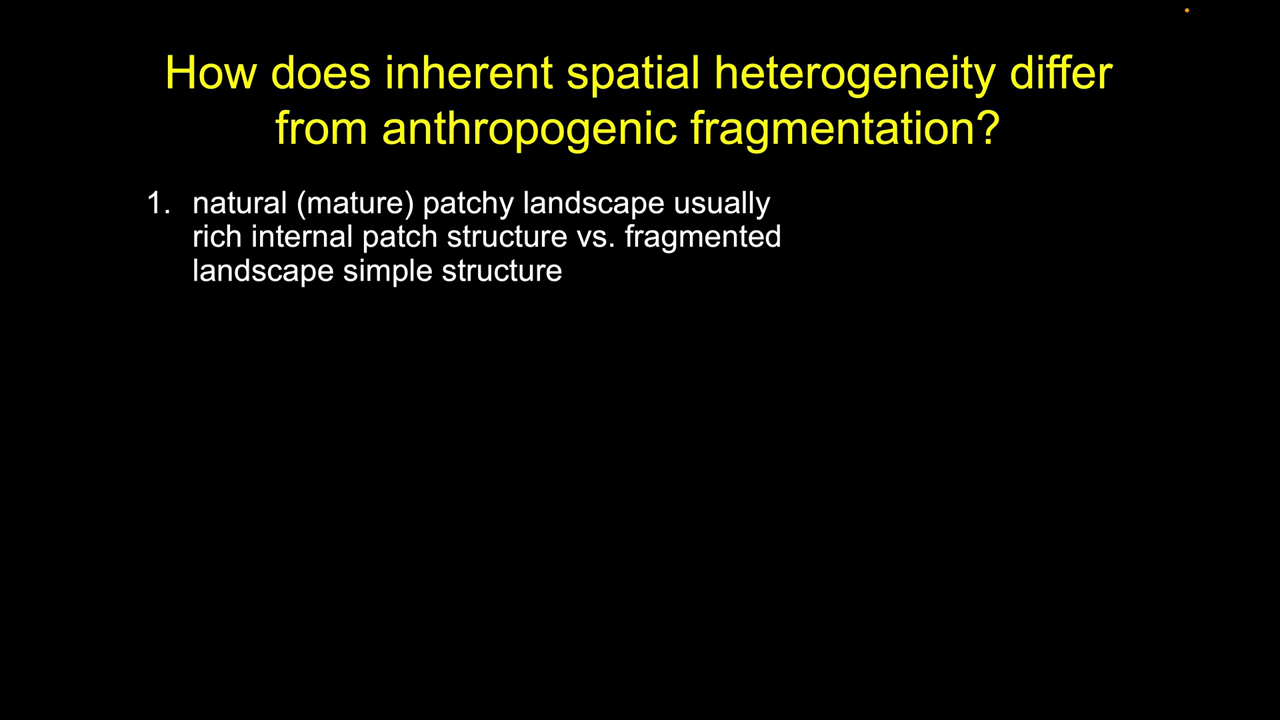 How does inherent spatial heterogeneity differ
from anthropogenic fragmentation?
1. natural (mature) patchy landscape usually
rich internal patch structure vs. fragmented
landscape simple structure